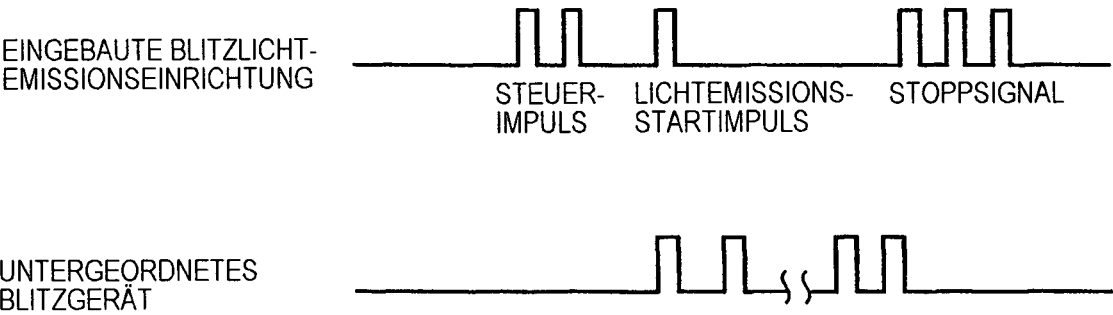 EINGEBAUTE BLITZLICHT-
EMISSIONSEINRICHTUNG
STEUER-
IMPULS
LICHTEMISSIONS-
STARTIMPULS
STOPPSIGNAL
UNTERGEORDNETES
BLITZGERÄT